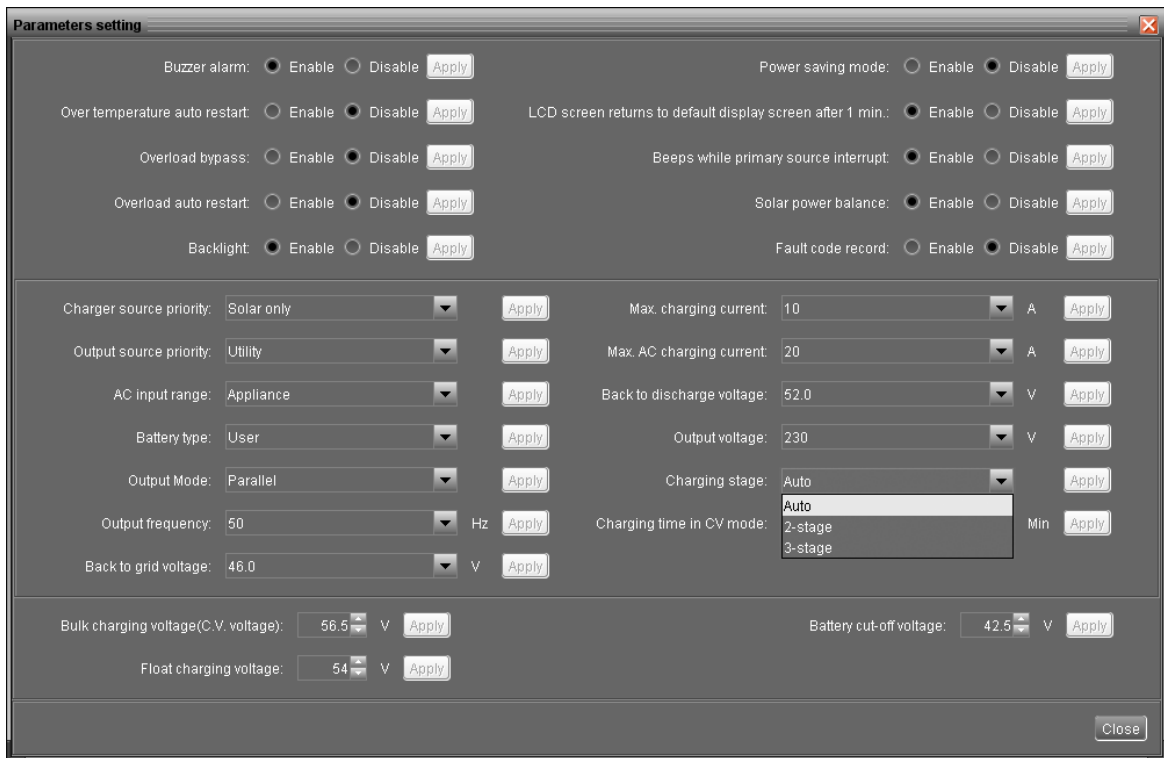 Parameters setting
Buzzer alarm: Enable Disable Apply Power saving mode: Enable Disable Apply
Over temperature auto restart: Enable Disable Apply LCD screen returns to default display screen after 1 min.: Enable Disable Apply
Overload bypass: Enable Disable Apply Beeps while primary source interrupt: Enable Disable Apply
Overload auto restart: Enable Disable Apply Solar power balance: Enable Disable Apply
Backlight: Enable Disable Apply Fault code record: Enable Disable Apply
Charger source priority: Solar only Apply Max. charging current: 10 A Apply
Output source priority: Utility Apply Max. AC charging current: 20 A Apply
AC input range: Appliance Apply Back to discharge voltage: 52.0 V Apply
Battery type: User Apply Output voltage: 230 V Apply
Output Mode: Parallel Apply Charging stage: Auto Apply
Auto
Output frequency: 50 Hz Apply Charging time in CV mode: 2-stage Min Apply
3-stage
Back to grid voltage: 46.0 V Apply
Bulk charging voltage(C.V. voltage): 56.5 V Apply Battery cut-off voltage: 42.5 V Apply
Float charging voltage: 54 V Apply
Close